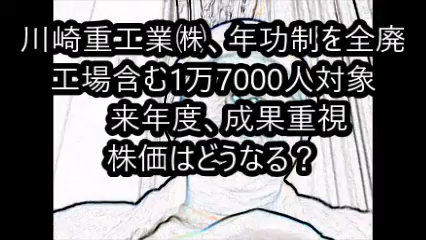 川崎重工業㈱、年功制を全廃
工場含む1万7000人対象
来年度、成果重視
株価はどうなる？